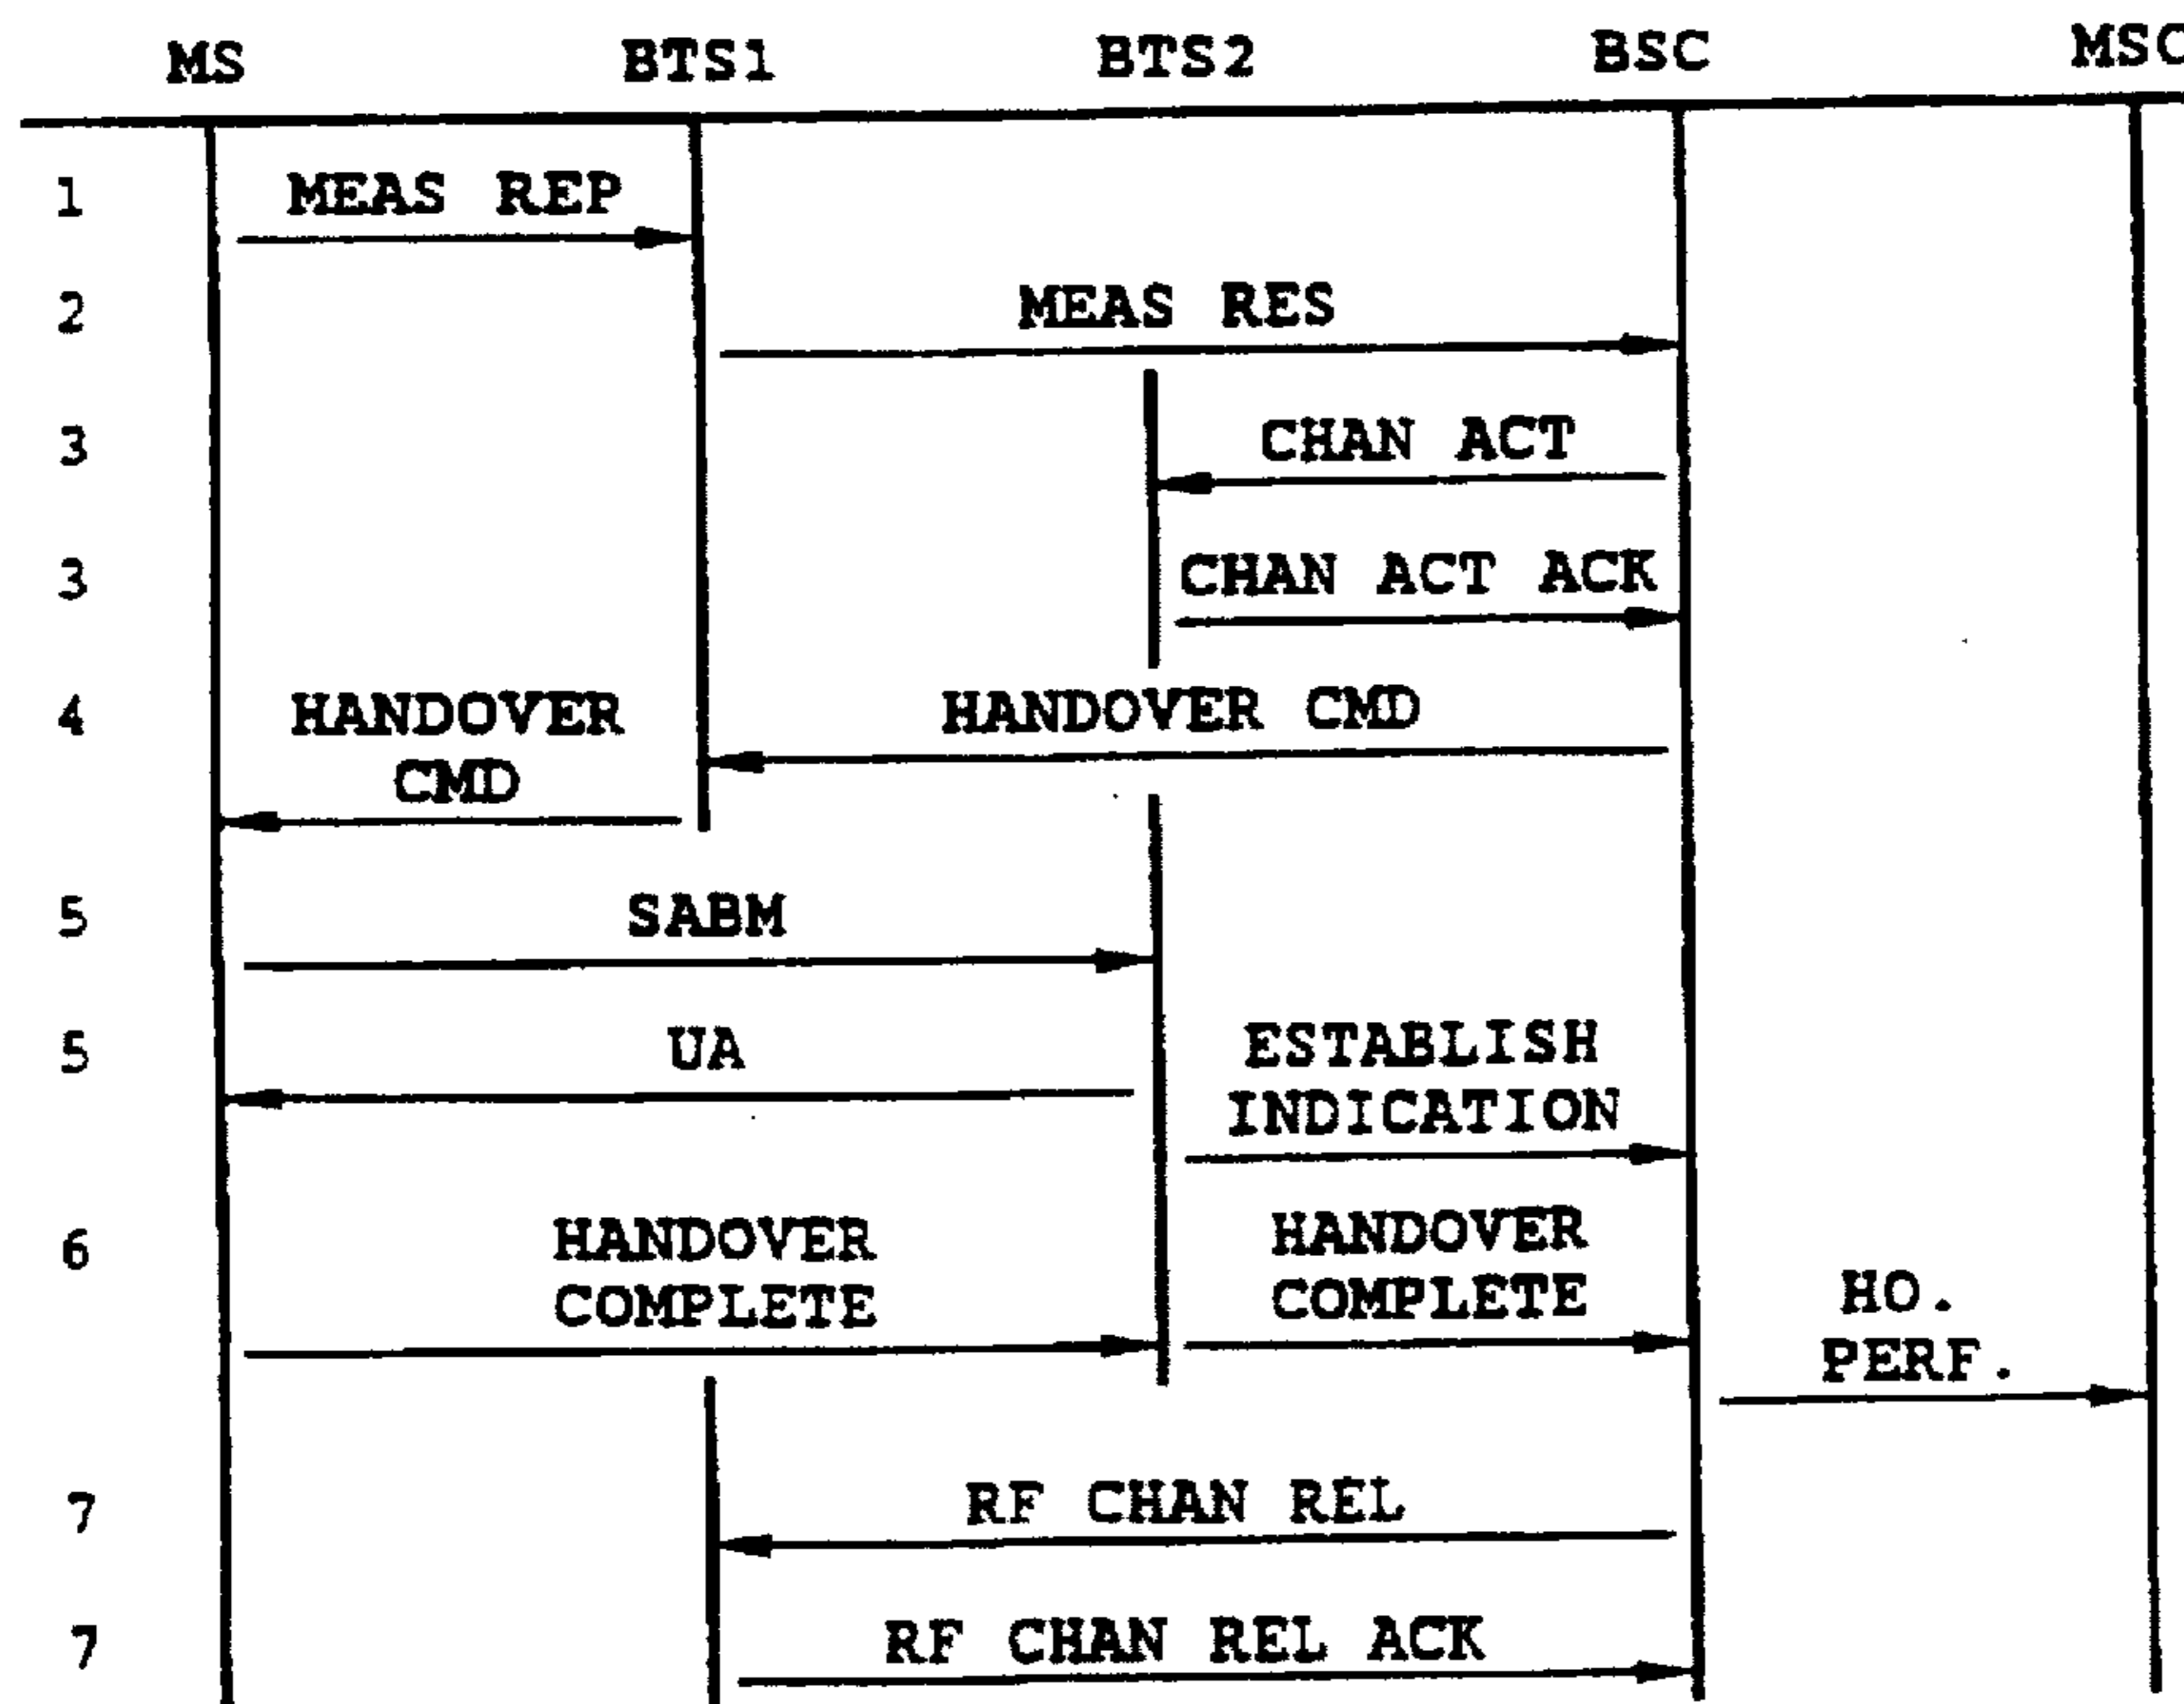 MS BTS1 BTS2 BSC MSC
1 MEAS REP
2 MEAS RES
3 CHAN ACT
3 CHAN ACT ACK
4 HANDOVER CMD HANDOVER CMD
5 SABM
5 UA ESTABLISH INDICATION
6 HANDOVER COMPLETE HANDOVER COMPLETE HO. PERF.
7 RF CHAN REL
7 RF CHAN REL ACK